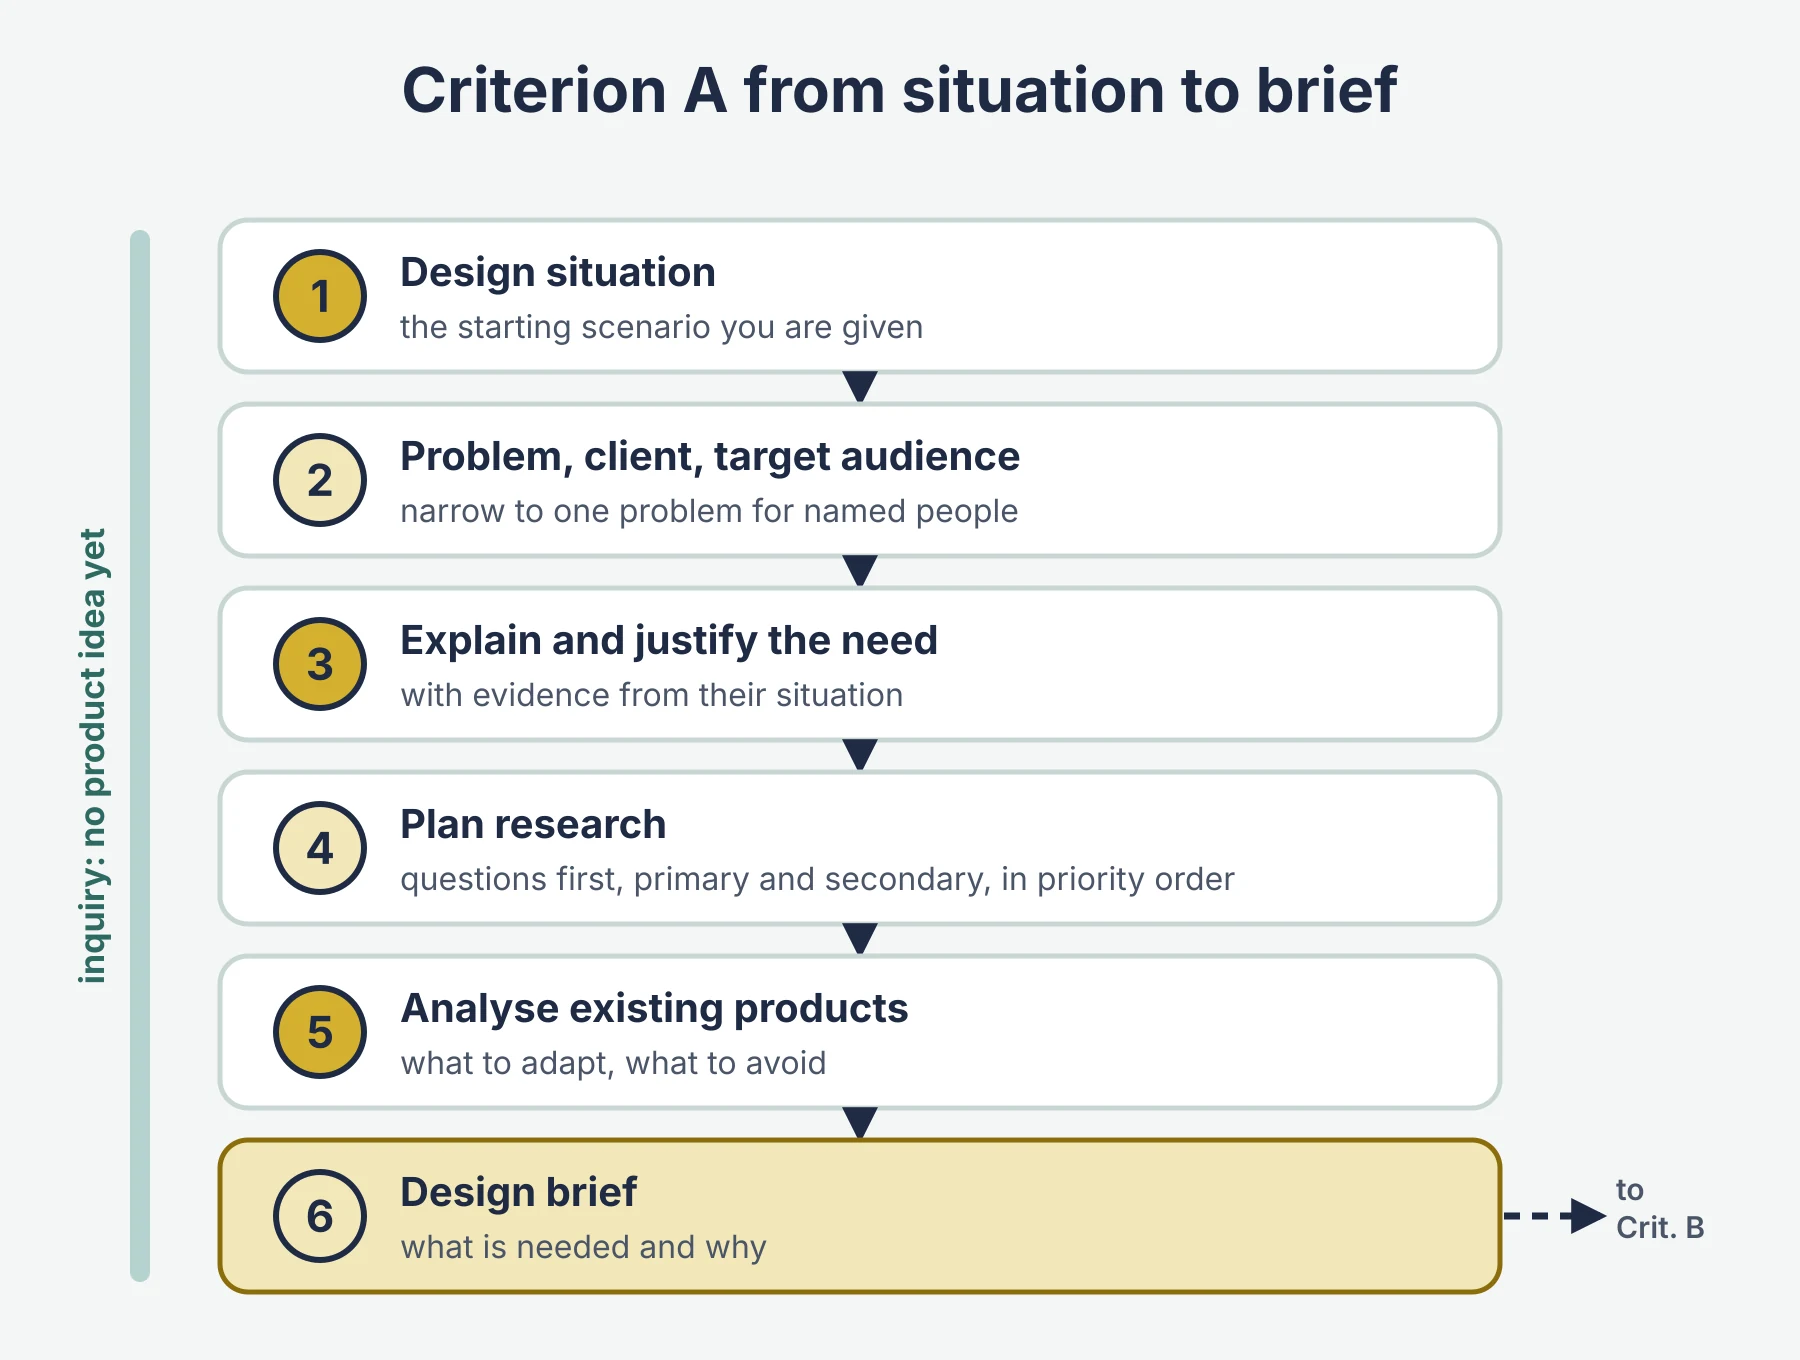 Criterion A from situation to brief
inquiry: no product idea yet
1
Design situation
the starting scenario you are given
2
Problem, client, target audience
narrow to one problem for named people
3
Explain and justify the need
with evidence from their situation
4
Plan research
questions first, primary and secondary, in priority order
5
Analyse existing products
what to adapt, what to avoid
6
Design brief
what is needed and why
to
Crit. B